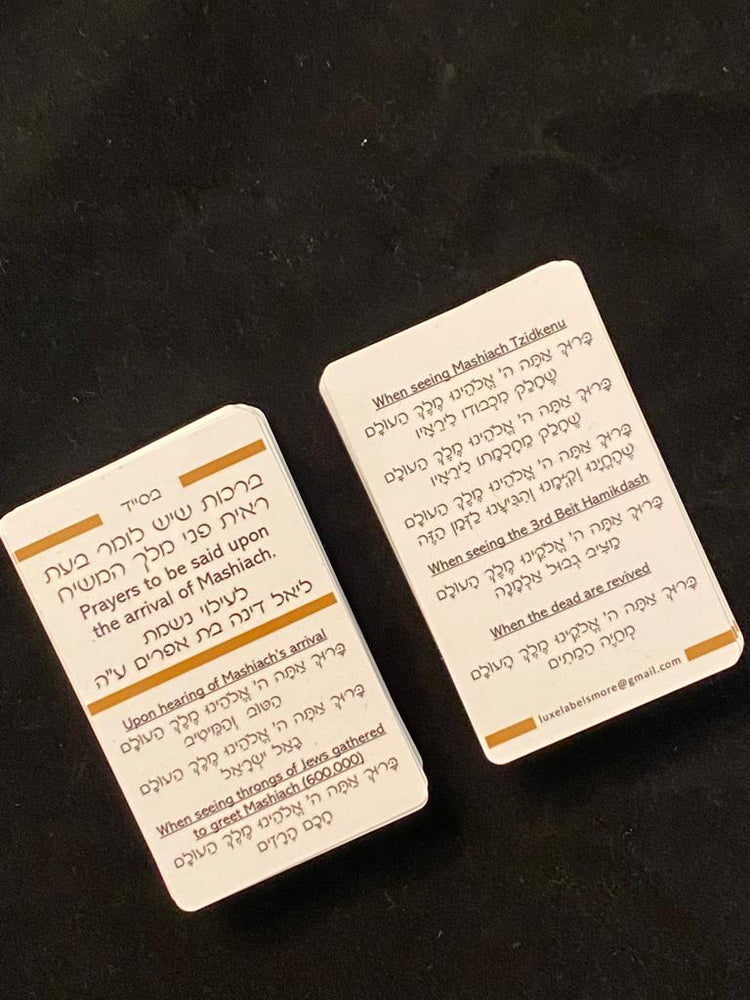 בסייד
ברכות שיש לומר בעת
ראית פני מלך המשיח
Prayers to be said upon
the arrival of Mashiach.
לעילוי נשמת
ליאל דינה בת אפרים ע"ה
Upon hearing of Mashiach's arrival
בָּרוּךְ אַתָּה ה' אֱלֹהֵינוּ מֶלֶךְ הָעוֹלָם
הַטּוֹב וְהַמֵּיטִיב
בָּרוּךְ אַתָּה ה' אֱלֹהֵינוּ מֶלֶךְ הָעוֹלָם
גָּאַל יִשְׂרָאֵל
When seeing throngs of Jews gathered
to greet Mashiach (600,000)
בָּרוּךְ אַתָּה ה' אֱלֹהֵינוּ מֶלֶךְ הָעוֹלָם
חֲכַם הָרָזִים
When seeing Mashiach Tzidkenu
בָּרוּךְ אַתָּה ה' אֱלֹהֵינוּ מֶלֶךְ הָעוֹלָם
שֶׁחָלַק מִכְּבוֹדוֹ לִירֵאָיו
בָּרוּךְ אַתָּה ה' אֱלֹהֵינוּ מֶלֶךְ הָעוֹלָם
שֶׁחָלַק מֵחָכְמָתוֹ לִירֵאָיו
בָּרוּךְ אַתָּה ה' אֱלֹהֵינוּ מֶלֶךְ הָעוֹלָם
שֶׁהֶחֱיָנוּ וְקִיְּמָנוּ וְהִגִּיעָנוּ לַזְּמַן הַזֶּה
When seeing the 3rd Beit Hamikdash
בָּרוּךְ אַתָּה ה' אֱלֹקֵינוּ מֶלֶךְ הָעוֹלָם
מַצִּיב גְּבוּל אַלְמָנָה
When the dead are revived
בָּרוּךְ אַתָּה ה' אֱלֹקֵינוּ מֶלֶךְ הָעוֹלָם
מְחַיֵּה הַמֵּתִים
luxelabelsmore@gmail.com